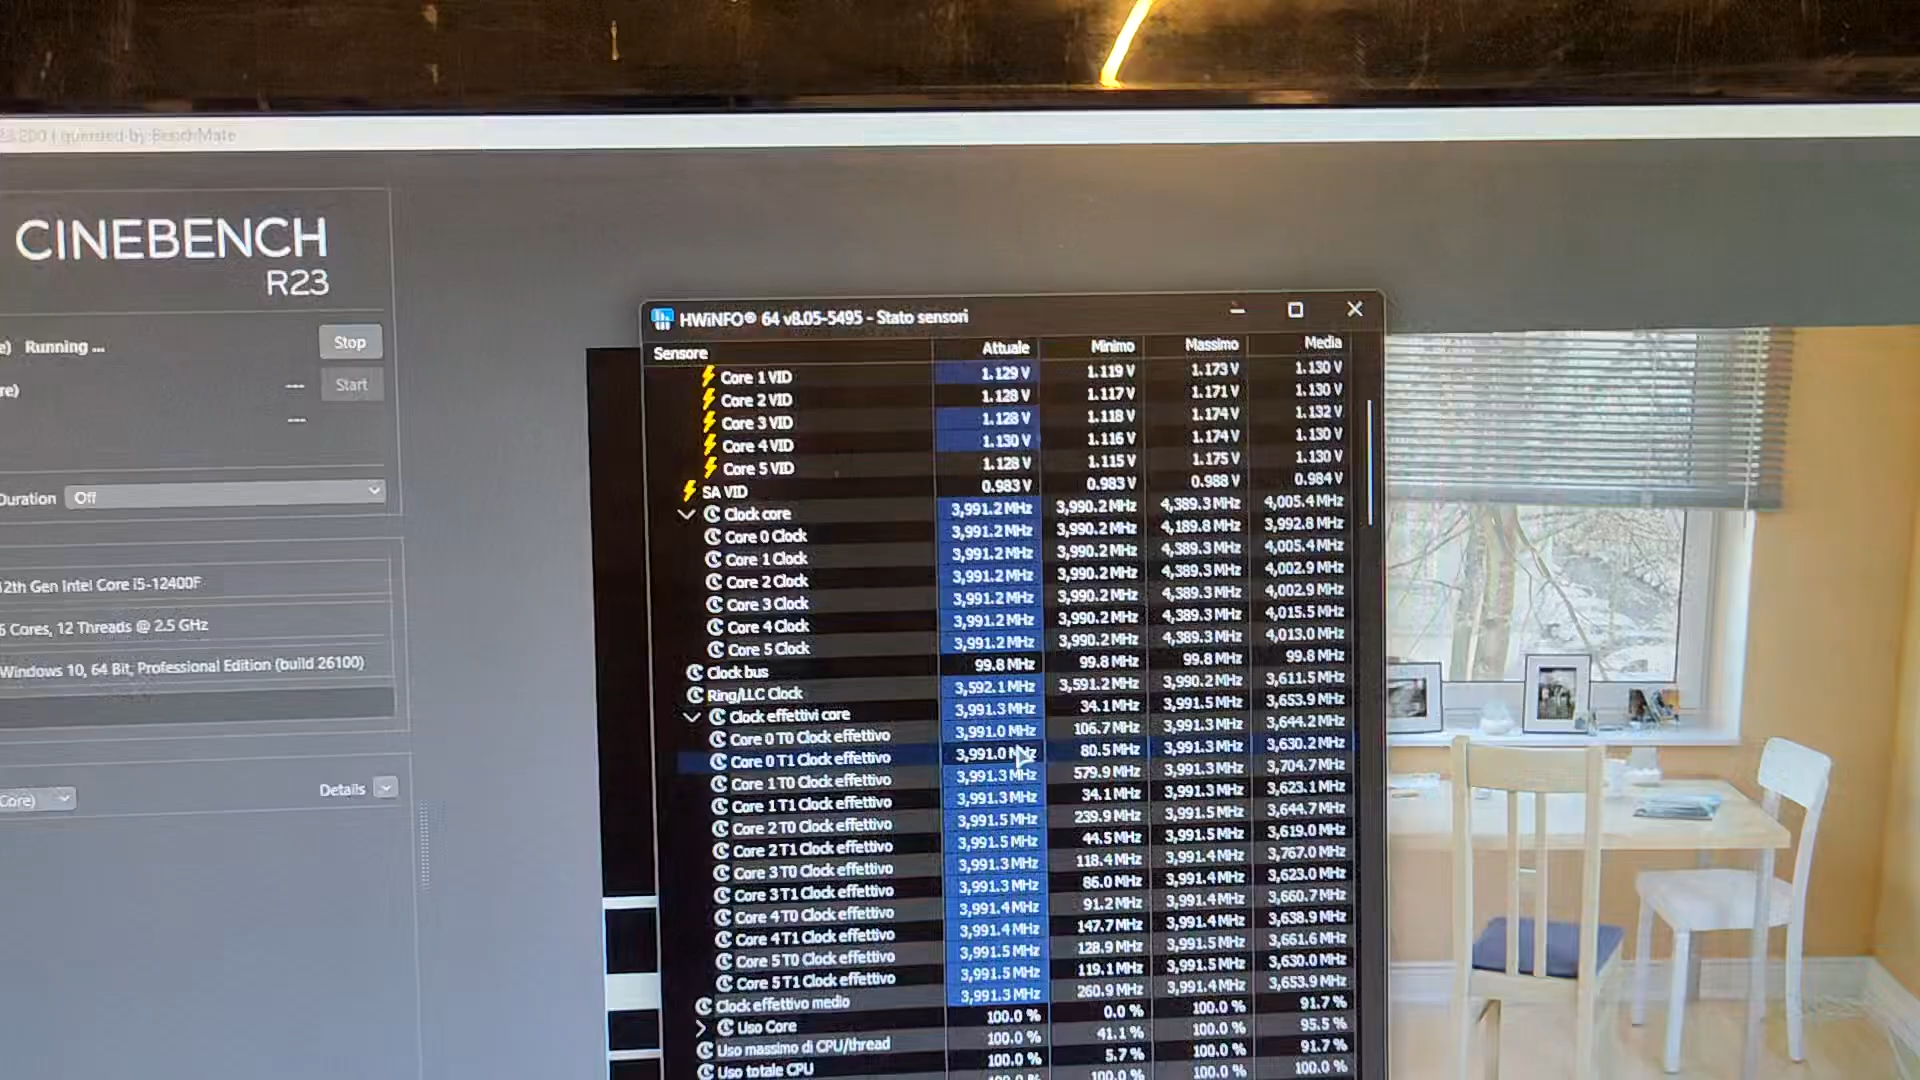 operated by BenchMate
CINEBENCH
R23
Running ...
Stop
Start
---
---
Duration Off
12th Gen Intel Core i5-12400F
6 Cores, 12 Threads @ 2.5 GHz
Windows 10, 64 Bit, Professional Edition (build 26100)
Core)
Details
HWiNFO® 64 v8.05-5495 - Stato sensori
Sensore Attuale Minimo Massimo Media
Core 1 VID 1.129 V 1.119 V 1.173 V 1.130 V
Core 2 VID 1.128 V 1.117 V 1.171 V 1.130 V
Core 3 VID 1.128 V 1.118 V 1.174 V 1.132 V
Core 4 VID 1.130 V 1.116 V 1.174 V 1.130 V
Core 5 VID 1.128 V 1.115 V 1.175 V 1.130 V
SA VID 0.983 V 0.983 V 0.988 V 0.984 V
Clock core 3,991.2 MHz 3,990.2 MHz 4,389.3 MHz 4,005.4 MHz
Core 0 Clock 3,991.2 MHz 3,990.2 MHz 4,189.8 MHz 3,992.8 MHz
Core 1 Clock 3,991.2 MHz 3,990.2 MHz 4,389.3 MHz 4,005.4 MHz
Core 2 Clock 3,991.2 MHz 3,990.2 MHz 4,389.3 MHz 4,002.9 MHz
Core 3 Clock 3,991.2 MHz 3,990.2 MHz 4,389.3 MHz 4,002.9 MHz
Core 4 Clock 3,991.2 MHz 3,990.2 MHz 4,389.3 MHz 4,015.5 MHz
Core 5 Clock 3,991.2 MHz 3,990.2 MHz 4,389.3 MHz 4,013.0 MHz
Clock bus 99.8 MHz 99.8 MHz 99.8 MHz 99.8 MHz
Ring/LLC Clock 3,592.1 MHz 3,591.2 MHz 3,990.2 MHz 3,611.5 MHz
Clock effettivi core 3,991.3 MHz 34.1 MHz 3,991.5 MHz 3,653.9 MHz
Core 0 T0 Clock effettivo 3,991.0 MHz 106.7 MHz 3,991.3 MHz 3,644.2 MHz
Core 0 T1 Clock effettivo 3,991.0 MHz 80.5 MHz 3,991.3 MHz 3,630.2 MHz
Core 1 T0 Clock effettivo 3,991.3 MHz 579.9 MHz 3,991.3 MHz 3,704.7 MHz
Core 1 T1 Clock effettivo 3,991.3 MHz 34.1 MHz 3,991.3 MHz 3,623.1 MHz
Core 2 T0 Clock effettivo 3,991.5 MHz 239.9 MHz 3,991.5 MHz 3,644.7 MHz
Core 2 T1 Clock effettivo 3,991.5 MHz 44.5 MHz 3,991.5 MHz 3,619.0 MHz
Core 3 T0 Clock effettivo 3,991.3 MHz 118.4 MHz 3,991.4 MHz 3,767.0 MHz
Core 3 T1 Clock effettivo 3,991.3 MHz 86.0 MHz 3,991.4 MHz 3,623.0 MHz
Core 4 T0 Clock effettivo 3,991.4 MHz 91.2 MHz 3,991.4 MHz 3,660.7 MHz
Core 4 T1 Clock effettivo 3,991.4 MHz 147.7 MHz 3,991.4 MHz 3,638.9 MHz
Core 5 T0 Clock effettivo 3,991.5 MHz 128.9 MHz 3,991.5 MHz 3,661.6 MHz
Core 5 T1 Clock effettivo 3,991.5 MHz 119.1 MHz 3,991.5 MHz 3,630.0 MHz
Clock effettivo medio 3,991.3 MHz 260.9 MHz 3,991.4 MHz 3,653.9 MHz
Uso Core 100.0 % 0.0 % 100.0 % 91.7 %
Uso massimo di CPU/thread 100.0 % 41.1 % 100.0 % 95.5 %
Uso totale CPU 100.0 % 5.7 % 100.0 % 91.7 %
100.0 % 100.0 % 100.0 %